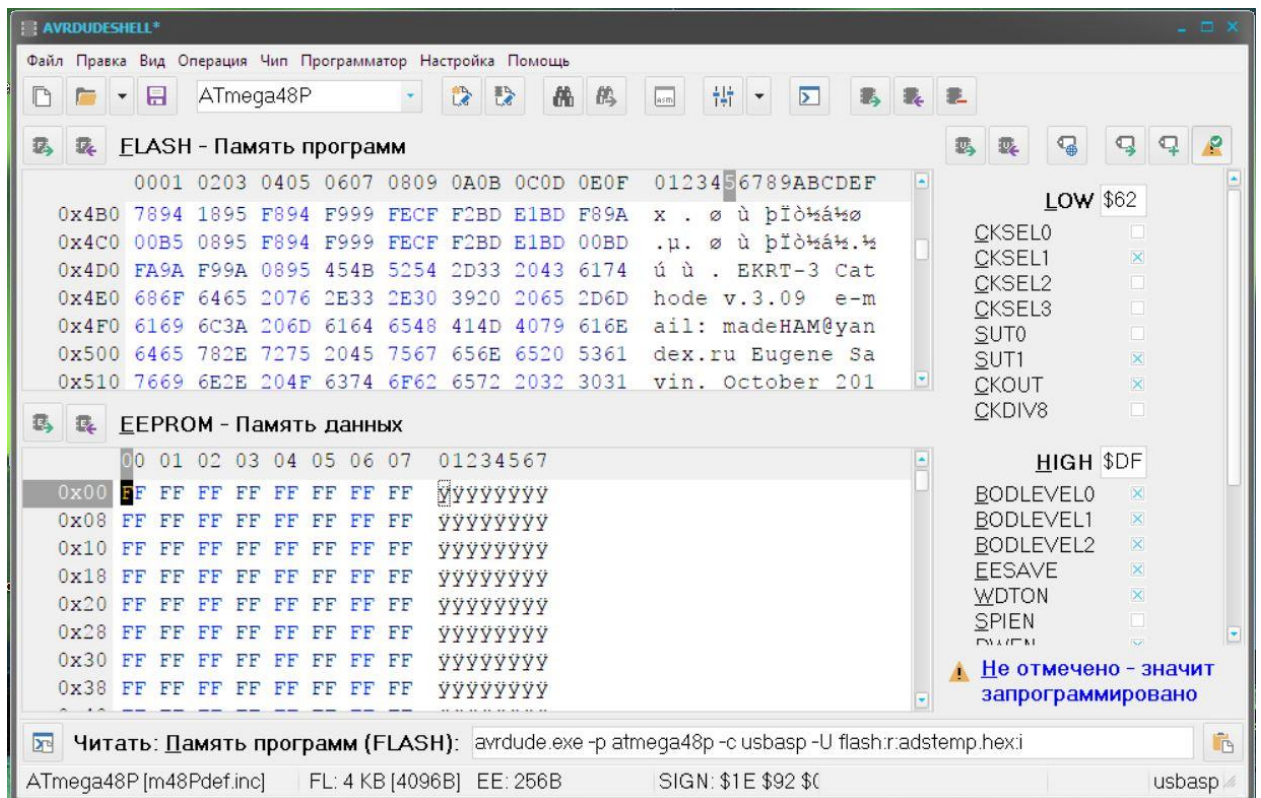 AVRDUDESHELL*
Файл Правка Вид Операция Чип Программатор Настройка Помощь
ATmega48P
asm
FLASH - Память программ
0001 0203 0405 0607 0809 0A0B 0C0D 0E0F 0123456789ABCDEF
0x4B0 7894 1895 F894 F999 FECF F2BD E1BD F89A x . ø ù þÏò½á½ø
0x4C0 00B5 0895 F894 F999 FECF F2BD E1BD 00BD .µ. ø ù þÏò½á½.½
0x4D0 FA9A F99A 0895 454B 5254 2D33 2043 6174 ú ù . EKRT-3 Cat
0x4E0 686F 6465 2076 2E33 2E30 3920 2065 2D6D hode v.3.09  e-m
0x4F0 6169 6C3A 206D 6164 6548 414D 4079 616E ail: madeHAM@yan
0x500 6465 782E 7275 2045 7567 656E 6520 5361 dex.ru Eugene Sa
0x510 7669 6E2E 204F 6374 6F62 6572 2032 3031 vin. October 201
EEPROM - Память данных
00 01 02 03 04 05 06 07 01234567
0x00 FF FF FF FF FF FF FF FF ÿÿÿÿÿÿÿÿ
0x08 FF FF FF FF FF FF FF FF ÿÿÿÿÿÿÿÿ
0x10 FF FF FF FF FF FF FF FF ÿÿÿÿÿÿÿÿ
0x18 FF FF FF FF FF FF FF FF ÿÿÿÿÿÿÿÿ
0x20 FF FF FF FF FF FF FF FF ÿÿÿÿÿÿÿÿ
0x28 FF FF FF FF FF FF FF FF ÿÿÿÿÿÿÿÿ
0x30 FF FF FF FF FF FF FF FF ÿÿÿÿÿÿÿÿ
0x38 FF FF FF FF FF FF FF FF ÿÿÿÿÿÿÿÿ
LOW $62
CKSEL0
CKSEL1
CKSEL2
CKSEL3
SUT0
SUT1
CKOUT
CKDIV8
HIGH $DF
BODLEVEL0
BODLEVEL1
BODLEVEL2
EESAVE
WDTON
SPIEN
Не отмечено - значит
запрограммировано
Читать: Память программ (FLASH): avrdude.exe -p atmega48p -c usbasp -U flash:r:adstemp.hex:i
ATmega48P [m48Pdef.inc] FL: 4 KB [4096B] EE: 256B SIGN: $1E $92 usbasp